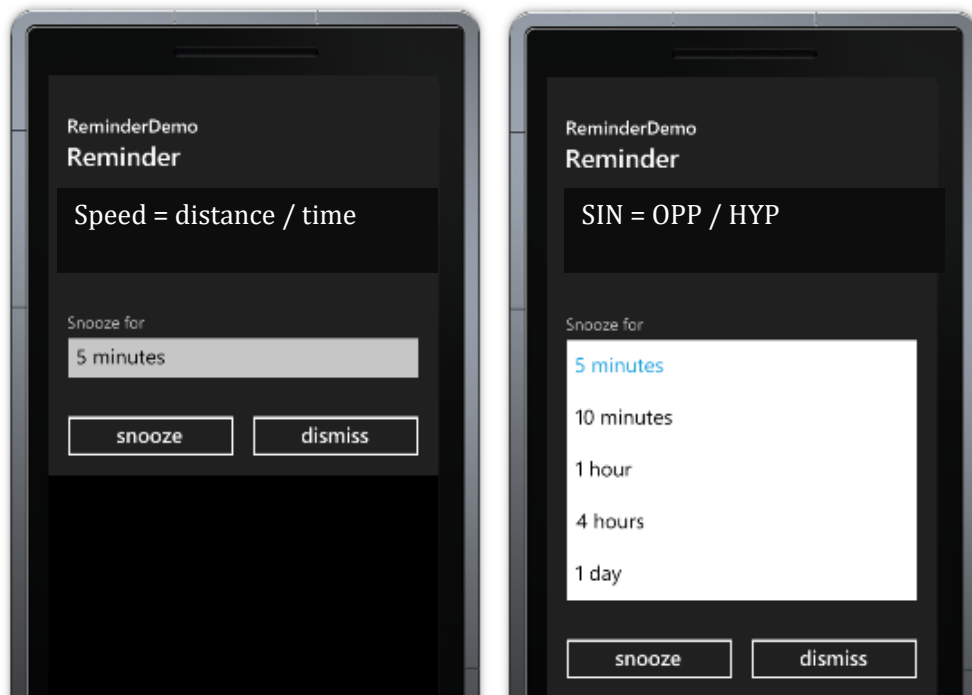 ReminderDemo
Reminder
Speed = distance / time
Snooze for
5 minutes
snooze
dismiss
ReminderDemo
Reminder
SIN = OPP / HYP
Snooze for
5 minutes
10 minutes
1 hour
4 hours
1 day
snooze
dismiss